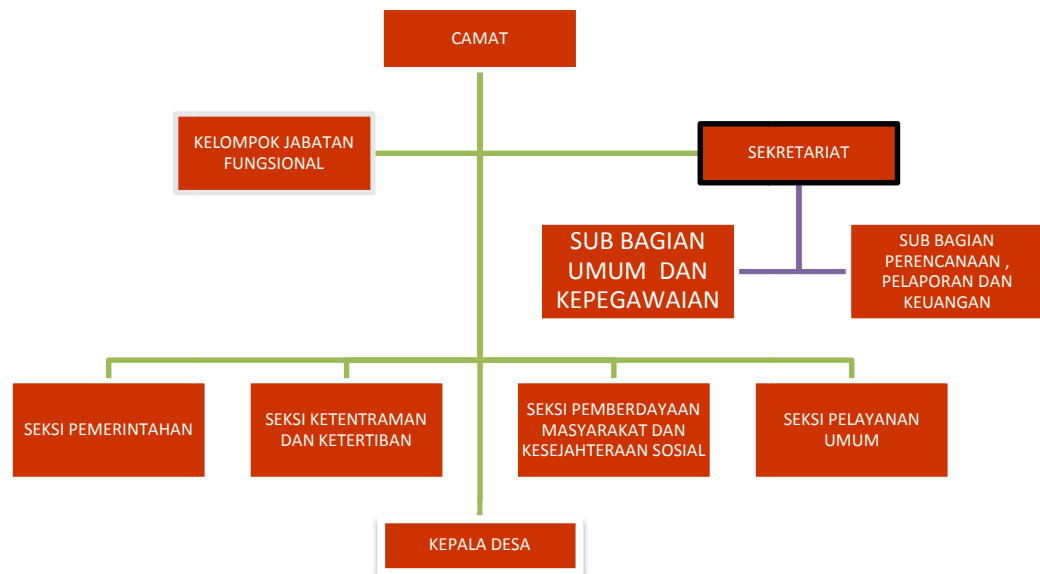 CAMAT
KELOMPOK JABATAN
FUNGSIONAL
SEKRETARIAT
SUB BAGIAN
UMUM DAN
KEPEGAWAIAN
SUB BAGIAN
PERENCANAAN ,
PELAPORAN DAN
KEUANGAN
SEKSI PEMERINTAHAN
SEKSI KETENTRAMAN
DAN KETERTIBAN
SEKSI PEMBERDAYAAN
MASYARAKAT DAN
KESEJAHTERAAN SOSIAL
SEKSI PELAYANAN
UMUM
KEPALA DESA